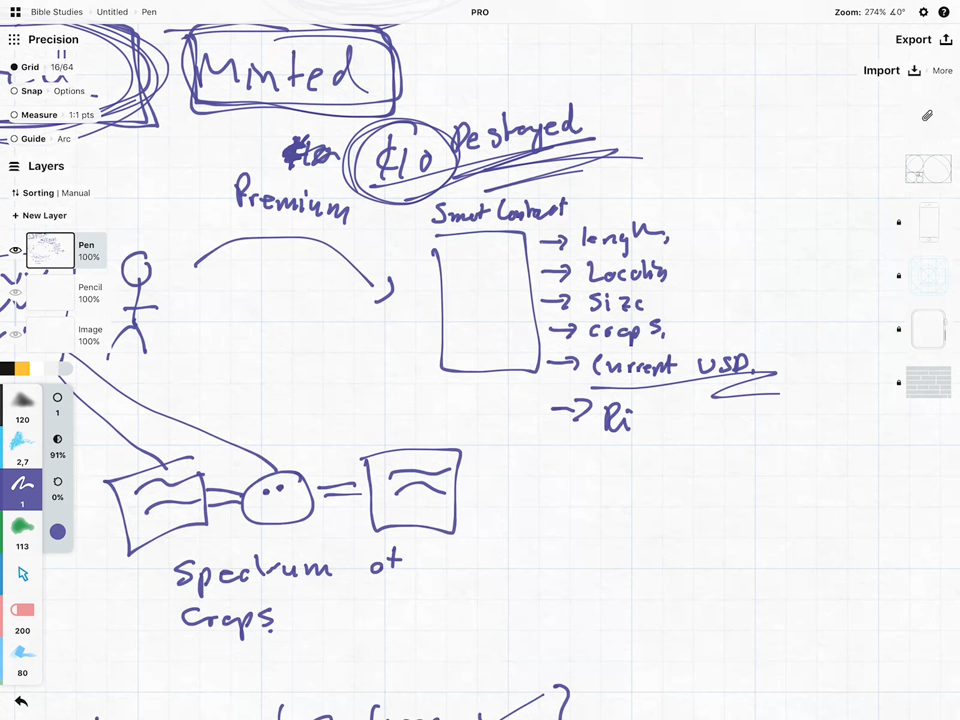 Bible Studies Untitled Pen
PRO
Zoom: 274% ∠0°
Precision
Export
Grid 16/64
Import
More
Snap Options
Measure 1:1 pts
Guide Arc
Layers
Sorting | Manual
+ New Layer
Pen
100%
Pencil
100%
Image
100%
120
2,7
1
113
200
80
1
91%
0%
Minted
₵10 Destroyed
Premium
Smart Contract
→ length,
→ Location
→ Size
→ crops.
→ Current USD.
→ Ri
Spectrum of
Crops.
?